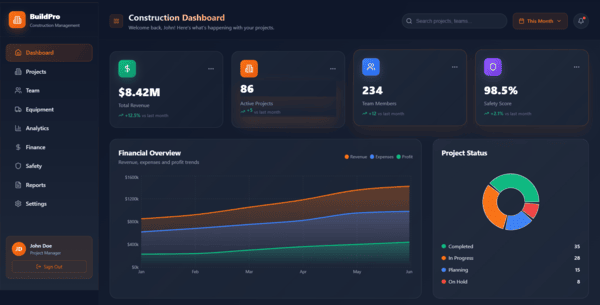 BuildPro
Construction Management
Dashboard
Projects
Team
Equipment
Analytics
Finance
Safety
Reports
Settings
JD
John Doe
Project Manager
Sign Out
Construction Dashboard
Welcome back, John! Here's what's happening with your projects.
Search projects, teams...
This Month
$8.42M
Total Revenue
+12.5% vs last month
86
Active Projects
+5 vs last month
234
Team Members
+12 vs last month
98.5%
Safety Score
+2.1% vs last month
Financial Overview
Revenue, expenses and profit trends
Revenue Expenses Profit
$1600k
$1200k
$800k
$400k
$0k
Jan Feb Mar Apr May Jun
Project Status
Completed 35
In Progress 28
Planning 15
On Hold 8